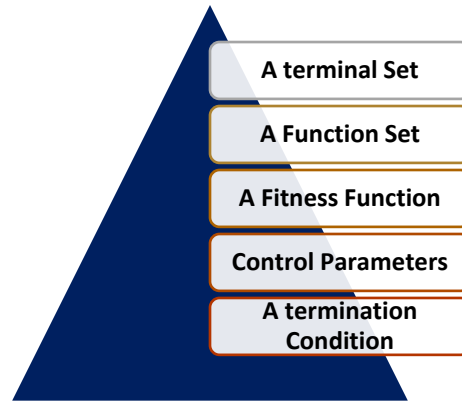 A terminal Set
A Function Set
A Fitness Function
Control Parameters
A termination
Condition